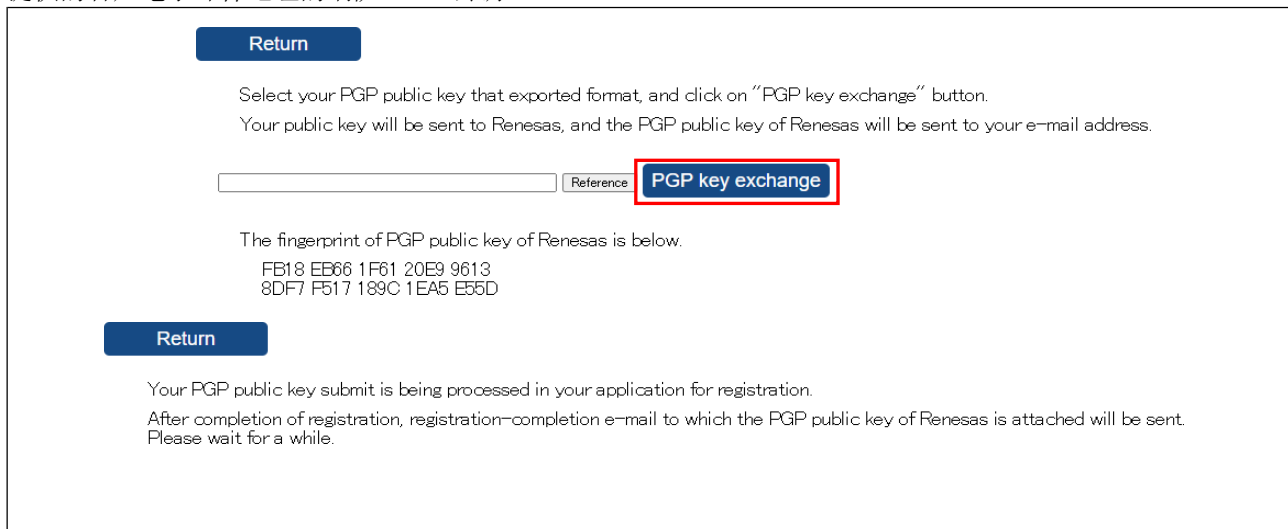 Return
Select your PGP public key that exported format, and click on "PGP key exchange" button.
Your public key will be sent to Renesas, and the PGP public key of Renesas will be sent to your e-mail address.
Reference PGP key exchange
The fingerprint of PGP public key of Renesas is below.
FB18 EB66 1F61 20E9 9613
8DF7 F517 189C 1EA5 E55D
Return
Your PGP public key submit is being processed in your application for registration.
After completion of registration, registration-completion e-mail to which the PGP public key of Renesas is attached will be sent.
Please wait for a while.